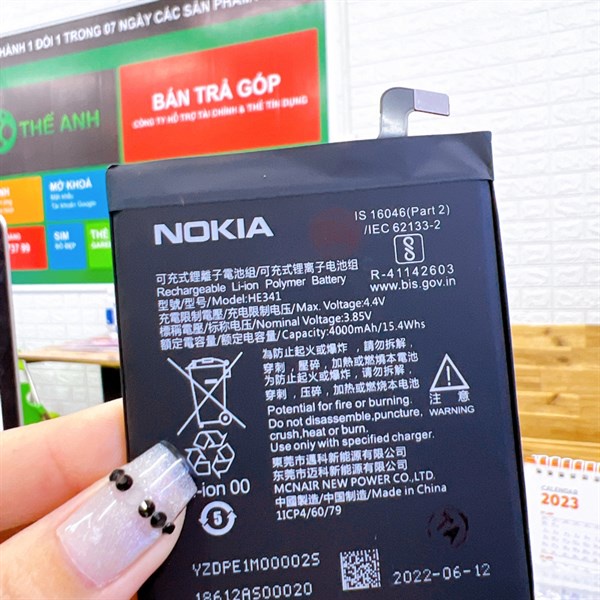 HÀNH 1 ĐỔI 1 TRONG 07 NGÀY CÁC SẢN PHẨM
BÁN TRẢ GÓP
CÔNG TY HỖ TRỢ TÀI CHÍNH & THẺ TÍN DỤNG
THẾ ANH
MỞ KHOÁ
Tài khoản Google
SIM
SỐ ĐẸP
NOKIA
IS 16046(Part 2)
/IEC 62133-2
R-41142603
www.bis.gov.in
可充式鋰離子電池組/可充式锂离子电池组
Rechargeable Li-ion Polymer Battery
型號/型号/Model:HE341
充電限制電壓/充电限制电压/Max. Voltage:4.4V
標稱電壓/标称电压/Nominal Voltage:3.85V
額定電容量/额定电容量/Capacity:4000mAh/15.4Whs
為防止起火或爆炸，請勿拆解，
穿刺，壓碎，加熱或燃燒本電池
为防止起火或爆炸，请勿拆解，
穿刺，压碎，加热或燃烧本电池
注 意
WARNING
Potential for fire or burning.
Do not disassemble,puncture,
crush,heat or burn.
Use only with specified charger.
-ion 00
東莞市邁科新能源有限公司
东莞市迈科新能源有限公司
MCNAIR NEW POWER CO.,LTD
中國製造/中国制造/Made in China
1ICP4/60/79
5
YZDPE1M00002S
18612AS00020
2022-06-12
CALENDAR
2023